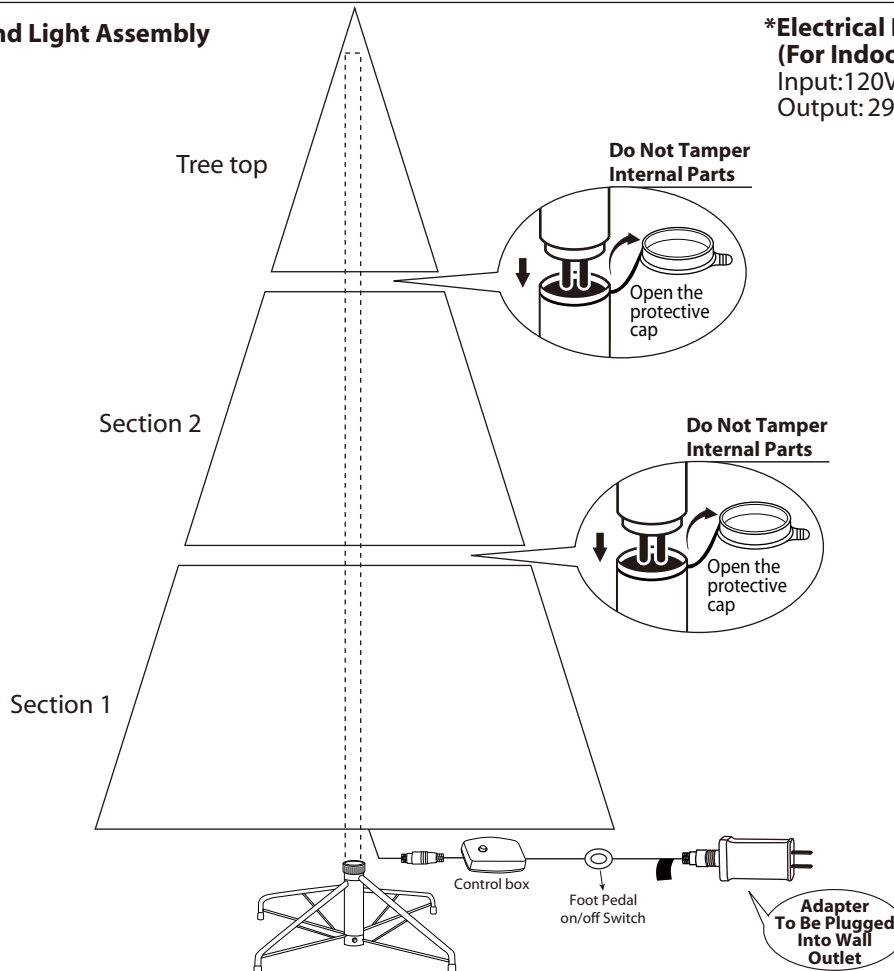 nd Light Assembly
*Electrical
(For Indoo
Input:120V
Output: 29
Tree top
Do Not Tamper
Internal Parts
Open the
protective
cap
Section 2
Do Not Tamper
Internal Parts
Open the
protective
cap
Section 1
Control box
Foot Pedal
on/off Switch
Adapter
To Be Plugged
Into Wall
Outlet